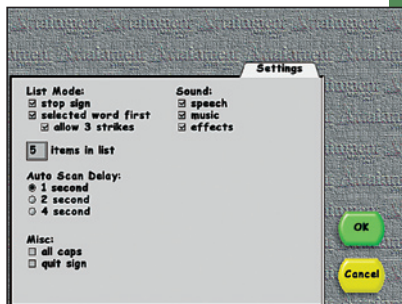 Settings
List Mode:
stop sign
selected word first
allow 3 strikes
5 items in list
Auto Scan Delay:
1 second
2 second
4 second
Misc:
all caps
quit sign
Sound:
speech
music
effects
OK
Cancel